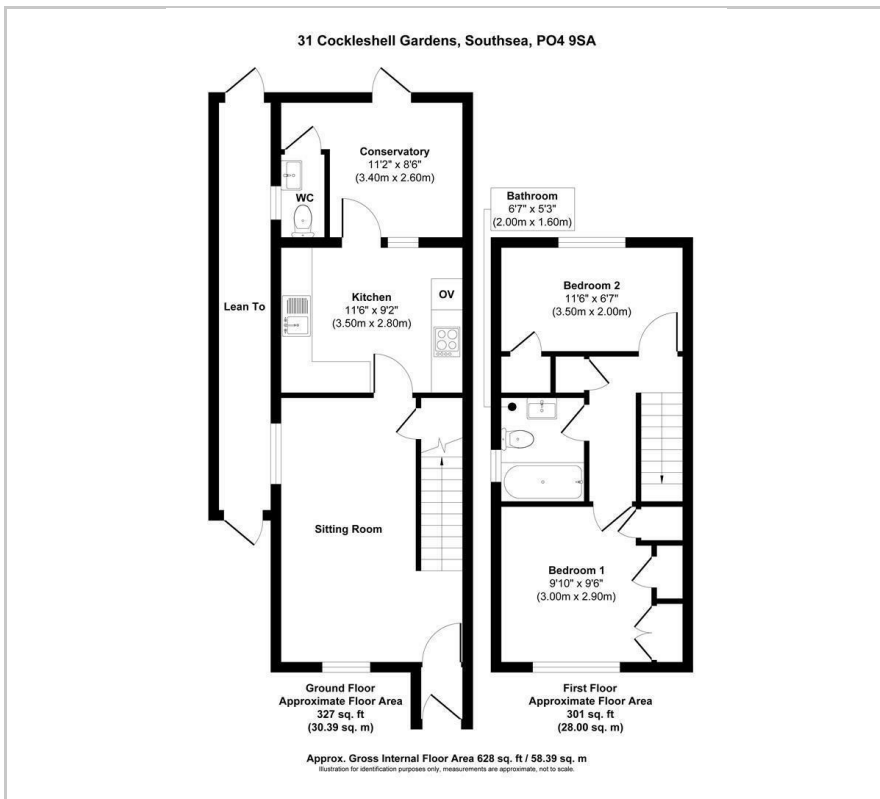 31 Cockleshell Gardens, Southsea, PO4 9SA
Conservatory
11'2" x 8'6"
(3.40m x 2.60m)
WC
Lean To
Kitchen
11'6" x 9'2"
(3.50m x 2.80m)
OV
Sitting Room
Bathroom
6'7" x 5'3"
(2.00m x 1.60m)
Bedroom 2
11'6" x 6'7"
(3.50m x 2.00m)
Bedroom 1
9'10" x 9'6"
(3.00m x 2.90m)
Ground Floor
Approximate Floor Area
327 sq. ft
(30.39 sq. m)
First Floor
Approximate Floor Area
301 sq. ft
(28.00 sq. m)
Approx. Gross Internal Floor Area 628 sq. ft / 58.39 sq. m
Illustration for identification purposes only, measurements are approximate, not to scale.